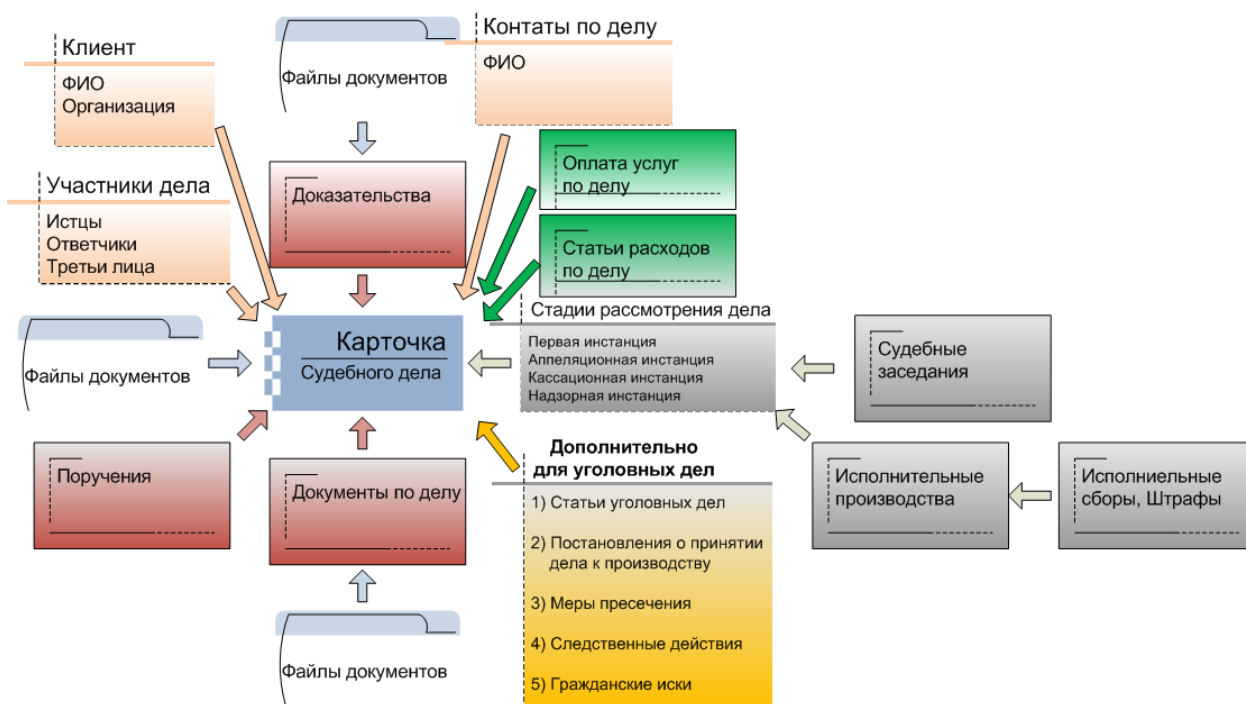 Клиент
ФИО
Организация
Файлы документов
Контаты по делу
ФИО
Участники дела
Истцы
Ответчики
Третьи лица
Доказательства
Оплата услуг
по делу
Статьи расходов
по делу
Файлы документов
Карточка
Судебного дела
Стадии рассмотрения дела
Первая инстанция
Аппеляционная инстанция
Кассационная инстанция
Надзорная инстанция
Судебные
заседания
Поручения
Документы по делу
Дополнительно
для уголовных дел
1) Статьи уголовных дел
2) Постановления о принятии
дела к производству
3) Меры пресечения
4) Следственные действия
5) Гражданские иски
Исполнительные
производства
Исполниельные
сборы, Штрафы
Файлы документов